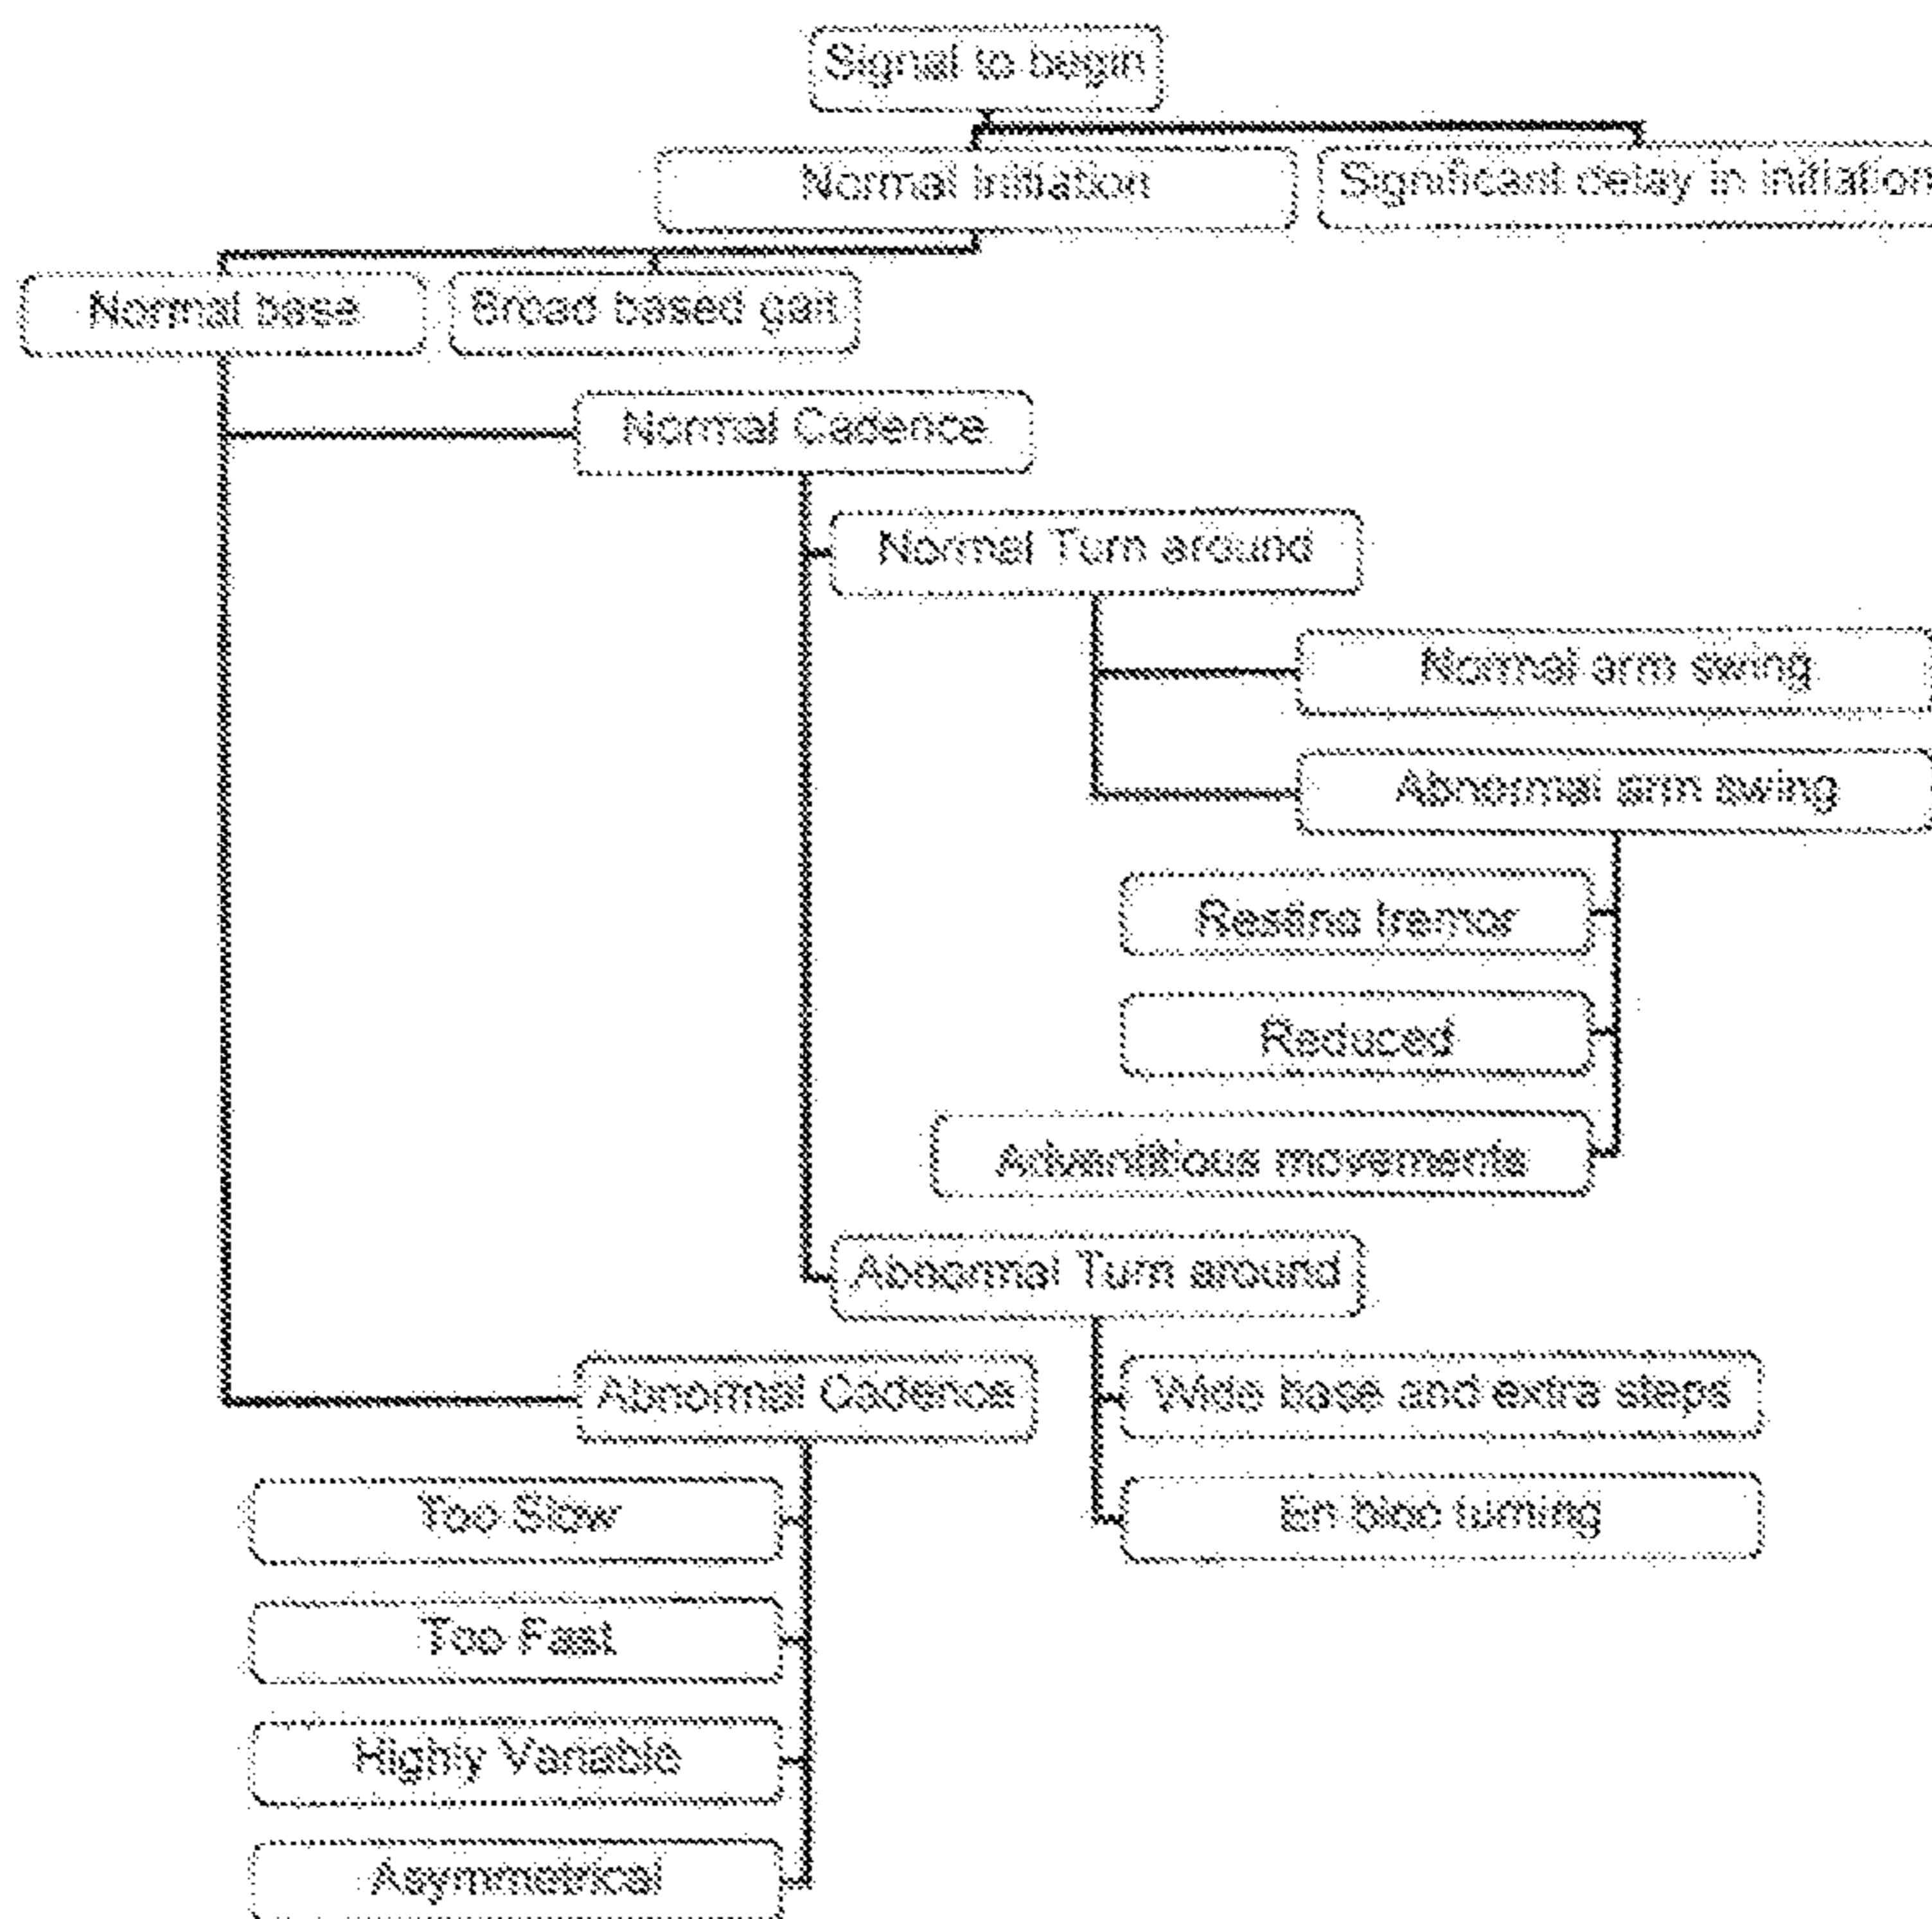 Signal to begin
Normal Initiation
Significant delay in initiation
Normal base
Broad based gait
Normal Cadence
Normal Turn around
Normal arm swing
Abnormal arm swing
Resting tremor
Reduced
Adventitious movements
Abnormal Turn around
Abnormal Cadence
Wide base and extra steps
Too Slow
En bloc turning
Too Fast
Highly Variable
Asymmetrical